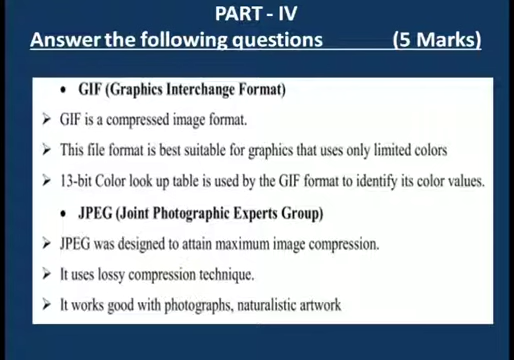 PART - IV
Answer the following questions (5 Marks)
• GIF (Graphics Interchange Format)
➤ GIF is a compressed image format.
➤ This file format is best suitable for graphics that uses only limited colors
➤ 13-bit Color look up table is used by the GIF format to identify its color values.
• JPEG (Joint Photographic Experts Group)
➤ JPEG was designed to attain maximum image compression.
➤ It uses lossy compression technique.
➤ It works good with photographs, naturalistic artwork